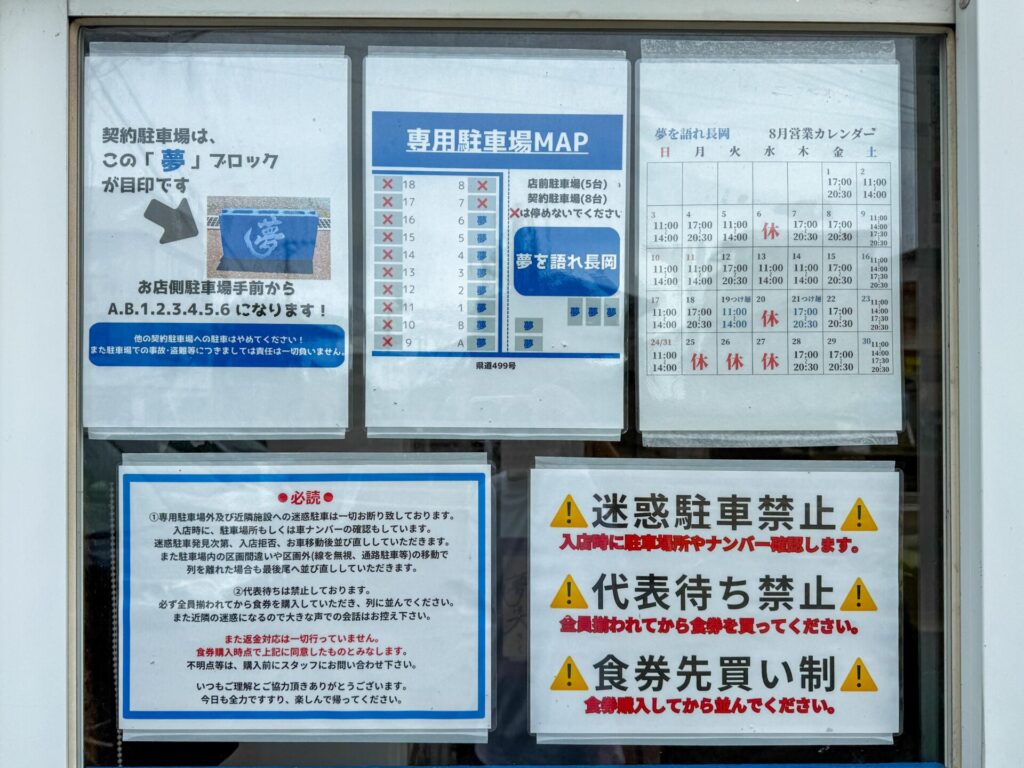 契約駐車場は、
この「夢」ブロック
が目印です
夢
お店側駐車場手前から
A.B.1.2.3.4.5.6 になります！
他の契約駐車場への駐車はやめてください！
また駐車場での事故・盗難等につきましては責任は一切負いません。
専用駐車場MAP
18 8
17 7
16 6 夢
15 5 夢
14 4 夢
13 3 夢
12 2 夢
11 1 夢
10 B 夢
9 A 夢
店前駐車場(5台)
契約駐車場(8台)
❌は停めないでください
夢を語れ長岡
夢 夢 夢
夢
夢
県道499号
夢を語れ長岡 8月営業カレンダー
日 月 火 水 木 金 土
1 2
17:00 11:00
20:30 14:00
3 4 5 6 7 8 9
11:00 17:00 11:00 休 17:00 17:00 11:00
14:00 20:30 14:00 20:30 20:30 14:00
17:30
20:30
10 11 12 13 14 15 16
11:00 11:00 17:00 11:00 11:00 11:00 11:00
14:00 14:00 20:30 14:00 14:00 14:00 14:00
17:30
20:30
17 18 19つけ麺 20 21つけ麺 22 23
11:00 17:00 11:00 休 17:00 17:00 11:00
14:00 20:30 14:00 20:30 20:30 14:00
17:30
20:30
24/31 25 26 27 28 29 30
11:00 休 休 休 17:00 17:00 11:00
14:00 20:30 20:30 14:00
17:30
20:30
●必読●
①専用駐車場外及び近隣施設への迷惑駐車は一切お断り致しております。
入店時に、駐車場所もしくは車ナンバーの確認もしています。
迷惑駐車発見次第、入店拒否、お車移動後並び直ししていただきます。
また駐車場内の区画間違いや区画外(線を無視、通路駐車等)の移動で
列を離れた場合も最後尾へ並び直ししていただきます。
②代表待ちは禁止しております。
必ず全員揃われてから食券を購入していただき、列に並んでください。
また近隣の迷惑になるので大きな声での会話はお控え下さい。
また返金対応は一切行っていません。
食券購入時点で上記に同意したものとみなします。
不明点等は、購入前にスタッフにお問い合わせ下さい。
いつもご理解とご協力頂きありがとうございます。
今日も全力ですすり、楽しんで帰ってください。
⚠️迷惑駐車禁止⚠️
入店時に駐車場所やナンバー確認します。
⚠️代表待ち禁止⚠️
全員揃われてから食券を買ってください。
⚠️食券先買い制⚠️
食券購入してから並んでください。